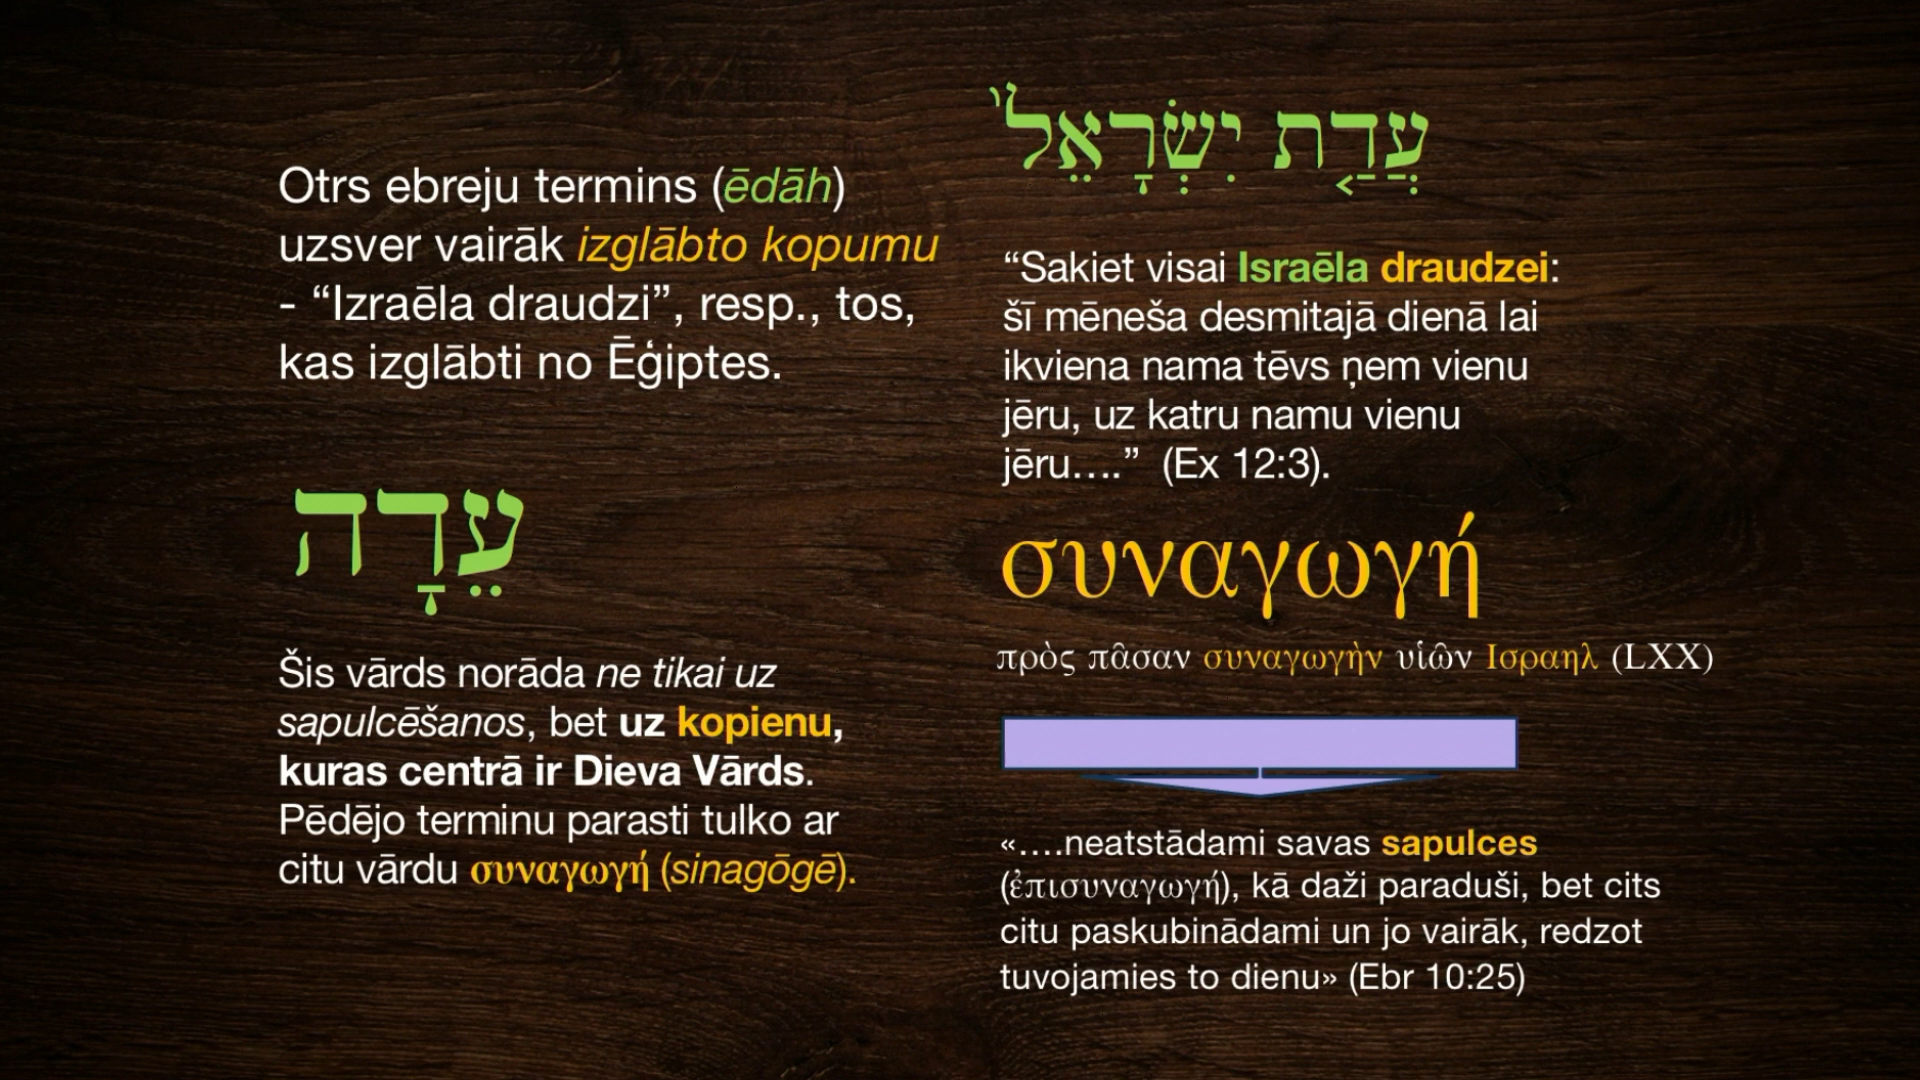 Otrs ebreju termins (ēdāh)
uzsver vairāk izglābto kopumu
- “Izraēla draudzi”, resp., tos,
kas izglābti no Ēģiptes.
עֵדָה
Šis vārds norāda ne tikai uz
sapulcēšanos, bet uz kopienu,
kuras centrā ir Dieva Vārds.
Pēdējo terminu parasti tulko ar
citu vārdu συναγωγή (sinagōgē).
עֲדַ֤ת יִשְׂרָאֵל֙
“Sakiet visai Israēla draudzei:
šī mēneša desmitajā dienā lai
ikviena nama tēvs ņem vienu
jēru, uz katru namu vienu
jēru….” (Ex 12:3).
συναγωγή
πρὸς πᾶσαν συναγωγὴν υἱῶν Ισραηλ (LXX)
«….neatstādami savas sapulces
(ἐπισυναγωγή), kā daži paraduši, bet cits
citu paskubinādami un jo vairāk, redzot
tuvojamies to dienu» (Ebr 10:25)